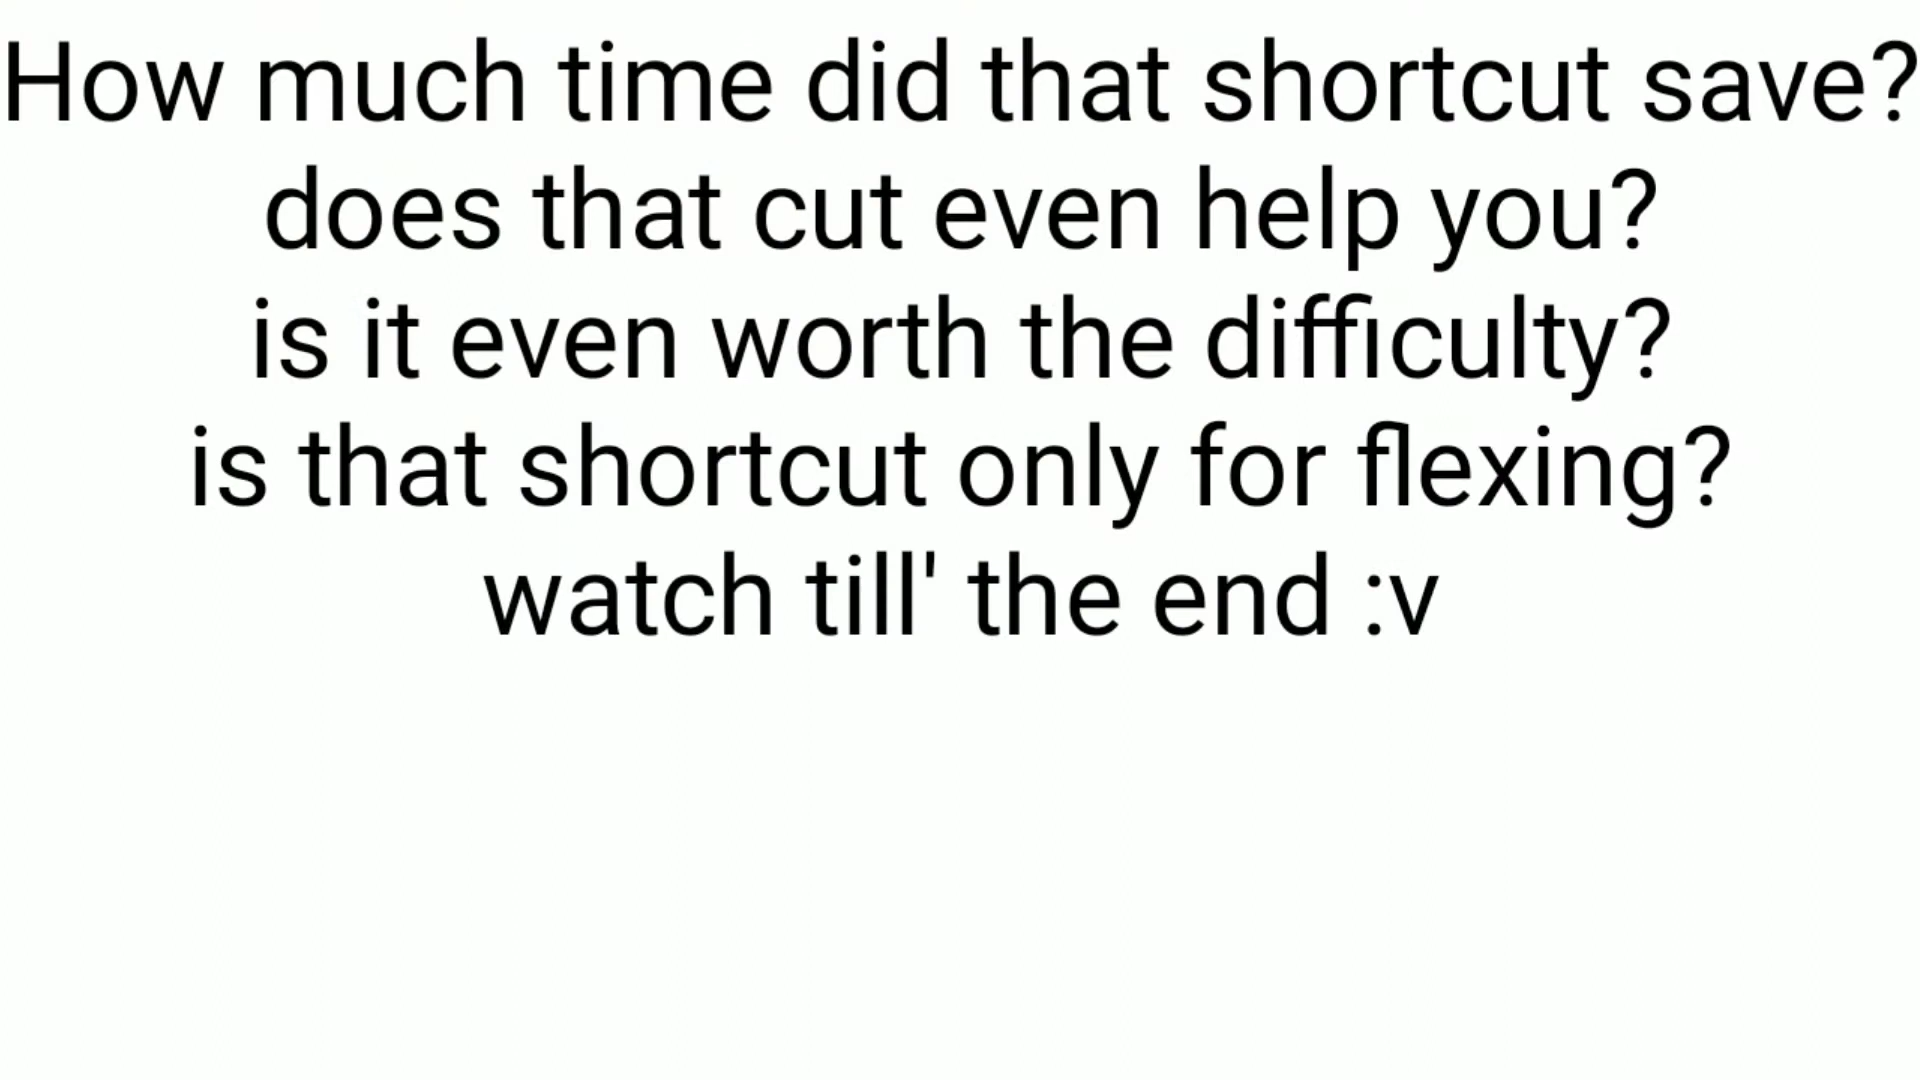 How much time did that shortcut save?
does that cut even help you?
is it even worth the difficulty?
is that shortcut only for flexing?
watch till' the end :v